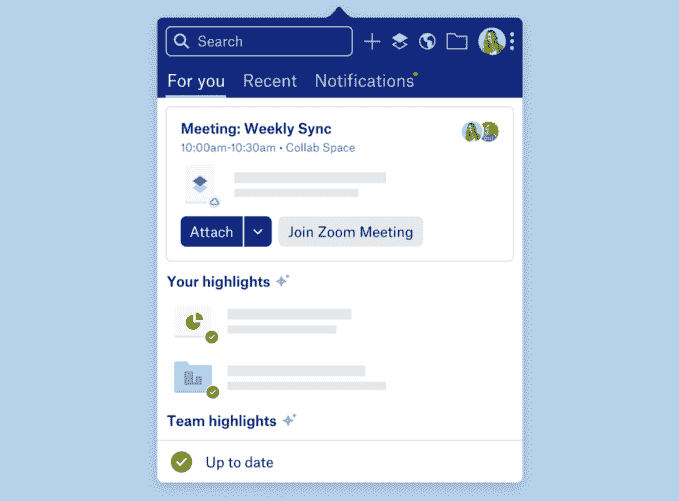 Search
For you Recent Notifications
Meeting: Weekly Sync
10:00am-10:30am • Collab Space
Attach Join Zoom Meeting
Your highlights
Team highlights
Up to date